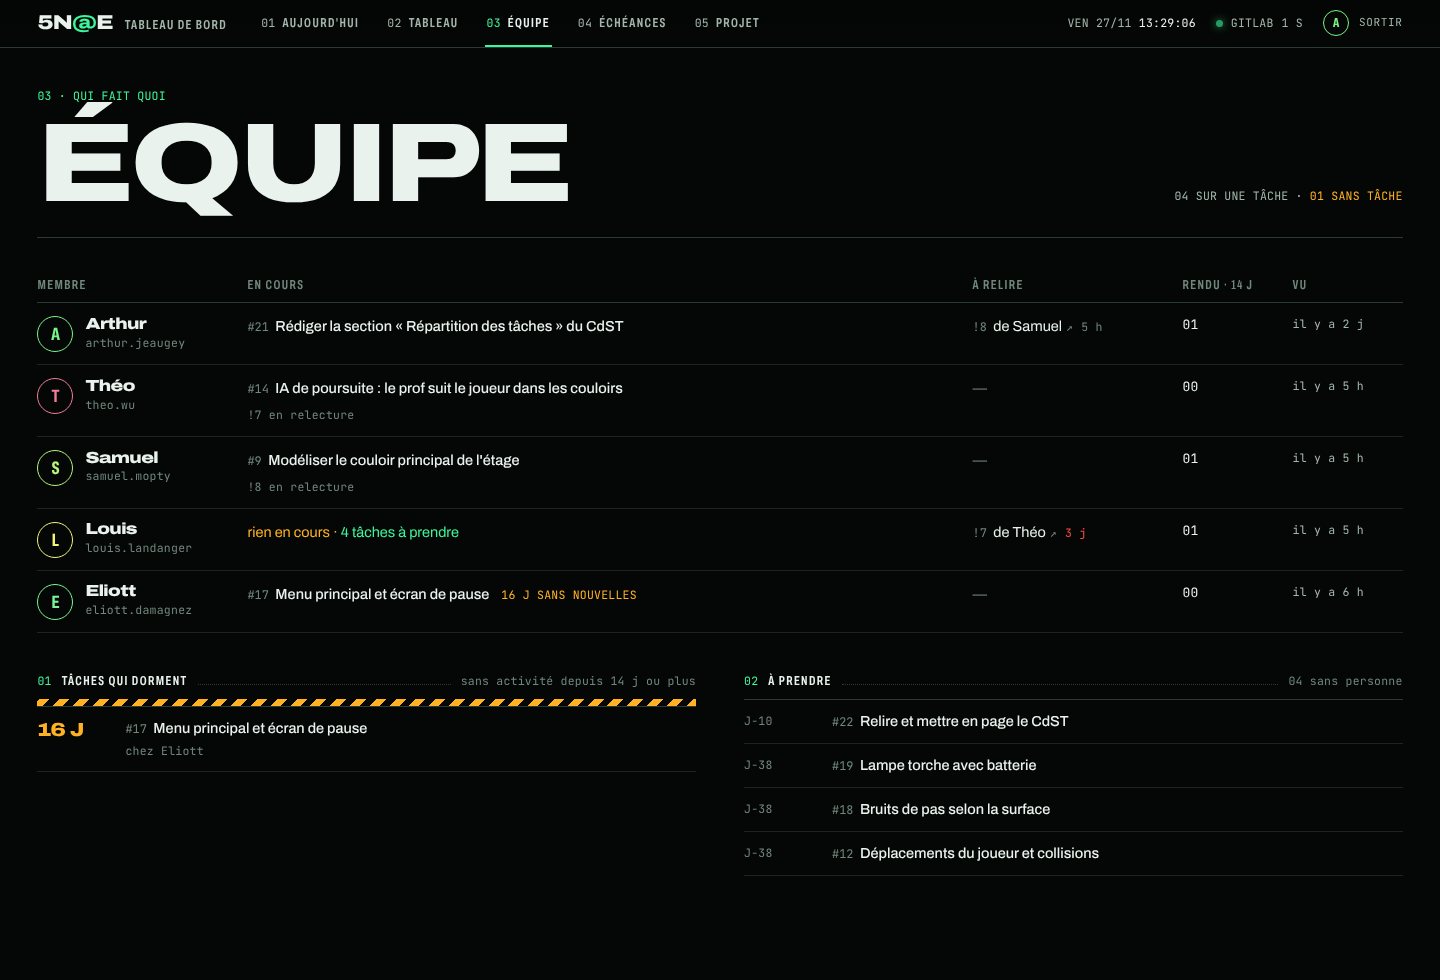 5N@E TABLEAU DE BORD 01 AUJOURD'HUI 02 TABLEAU 03 ÉQUIPE 04 ÉCHÉANCES 05 PROJET VEN 27/11 13:29:06 GITLAB 1 S A SORTIR
03 · QUI FAIT QUOI
ÉQUIPE
04 SUR UNE TÂCHE · 01 SANS TÂCHE
MEMBRE EN COURS À RELIRE RENDU · 14 J VU
A Arthur #21 Rédiger la section « Répartition des tâches » du CdST !8 de Samuel ↗ 5 h 01 il y a 2 j
arthur.jeaugey
T Théo #14 IA de poursuite : le prof suit le joueur dans les couloirs — 00 il y a 5 h
theo.wu !7 en relecture
S Samuel #9 Modéliser le couloir principal de l'étage — 01 il y a 5 h
samuel.mopty !8 en relecture
L Louis rien en cours · 4 tâches à prendre !7 de Théo ↗ 3 j 01 il y a 5 h
louis.landanger
E Eliott #17 Menu principal et écran de pause 16 J SANS NOUVELLES — 00 il y a 6 h
eliott.damagnez
01 TÂCHES QUI DORMENT sans activité depuis 14 j ou plus
16 J #17 Menu principal et écran de pause
chez Eliott
02 À PRENDRE 04 sans personne
J-10 #22 Relire et mettre en page le CdST
J-38 #19 Lampe torche avec batterie
J-38 #18 Bruits de pas selon la surface
J-38 #12 Déplacements du joueur et collisions